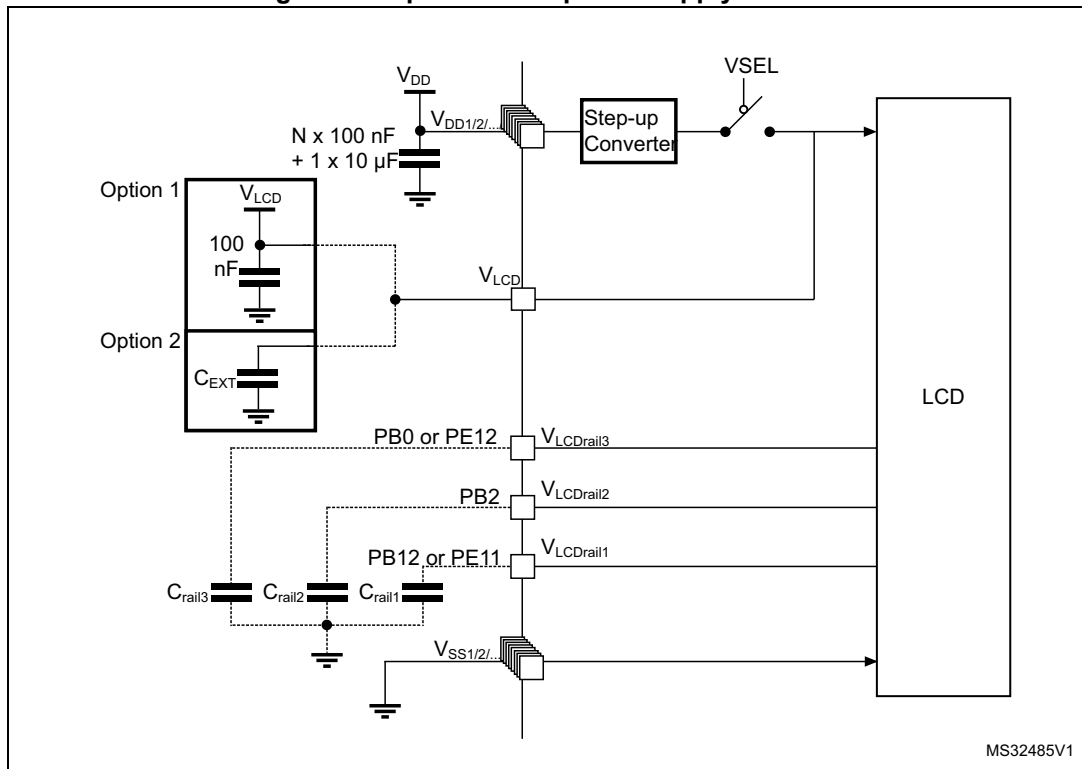 VSEL
VDD
VDD1/2/...
Step-up
Converter
N x 100 nF
+ 1 x 10 µF
Option 1
VLCD
100
nF
VLCD
Option 2
CEXT
LCD
PB0 or PE12
VLCDrail3
PB2
VLCDrail2
PB12 or PE11
VLCDrail1
Crail3
Crail2
Crail1
VSS1/2/...
MS32485V1